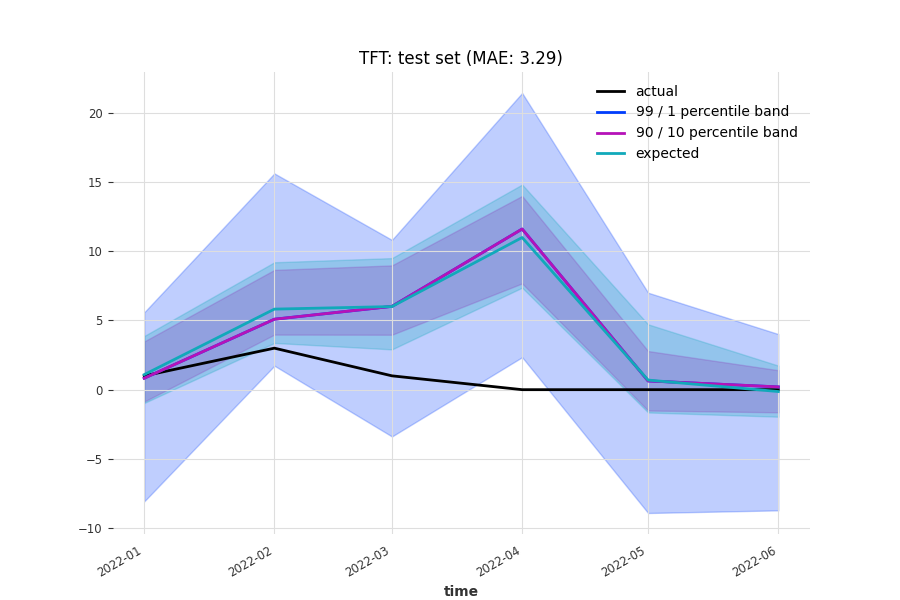 TFT: test set (MAE: 3.29)
actual
99 / 1 percentile band
90 / 10 percentile band
expected
20
15
10
5
0
−5
−10
2022-01
2022-02
2022-03
2022-04
2022-05
2022-06
time